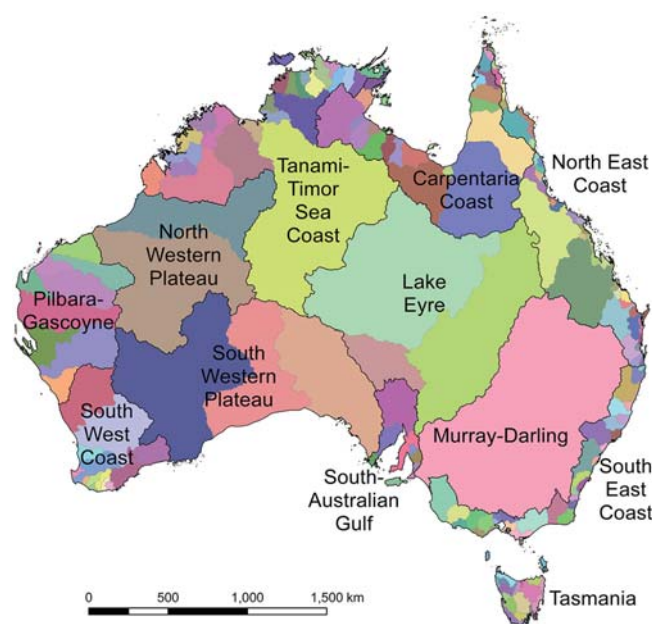 North East
Coast
Tanami-
Timor
Sea
Coast
Carpentaria
Coast
North
Western
Plateau
Lake
Eyre
Pilbara-
Gascoyne
South
Western
Plateau
South
West
Coast
Murray-Darling
South-
Australian
Gulf
South
East
Coast
Tasmania
0 500 1,000 1,500 km